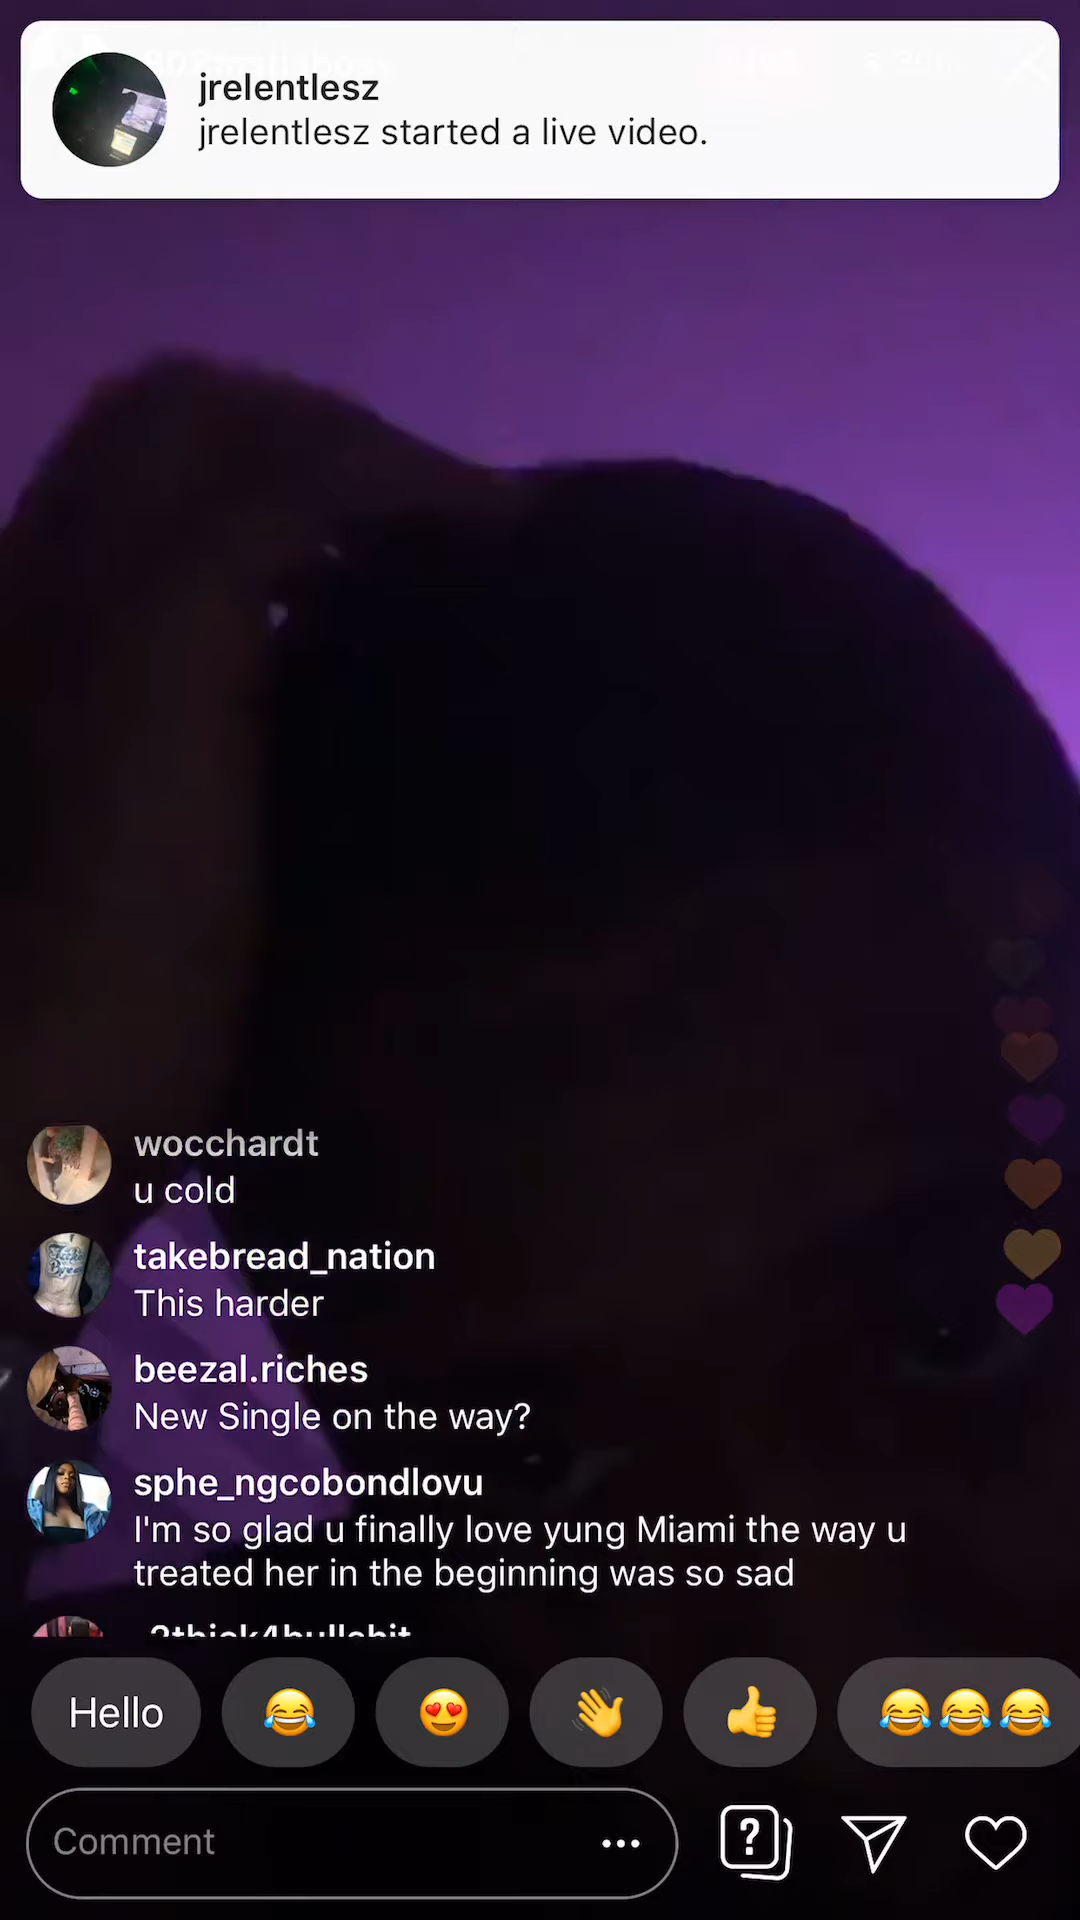 jrelentlesz
jrelentlesz started a live video.
wocchardt
u cold
takebread_nation
This harder
beezal.riches
New Single on the way?
sphe_ngcobondlovu
I'm so glad u finally love yung Miami the way u
treated her in the beginning was so sad
Hello
Comment